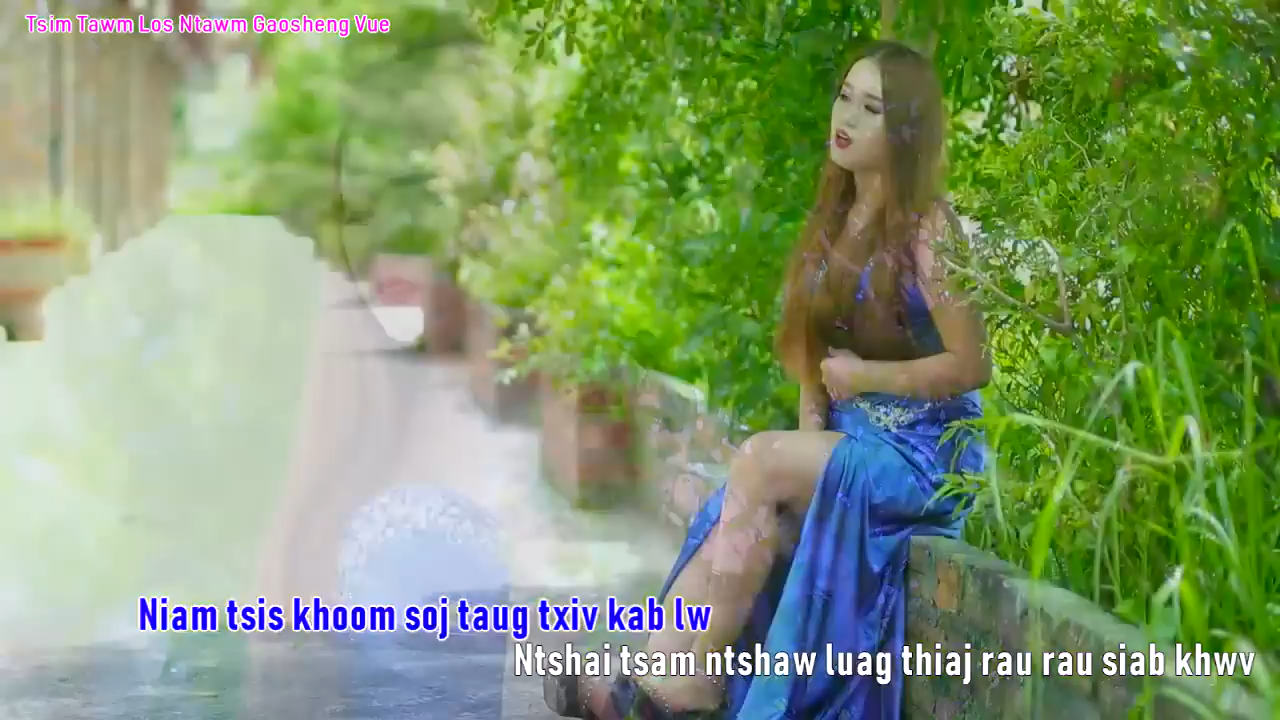 Tsim Tawm Los Ntawm Gaosheng Vue
Niam tsis khoom soj taug txiv kab lw
Ntshai tsam ntshaw luag thiaj rau rau siab khwv